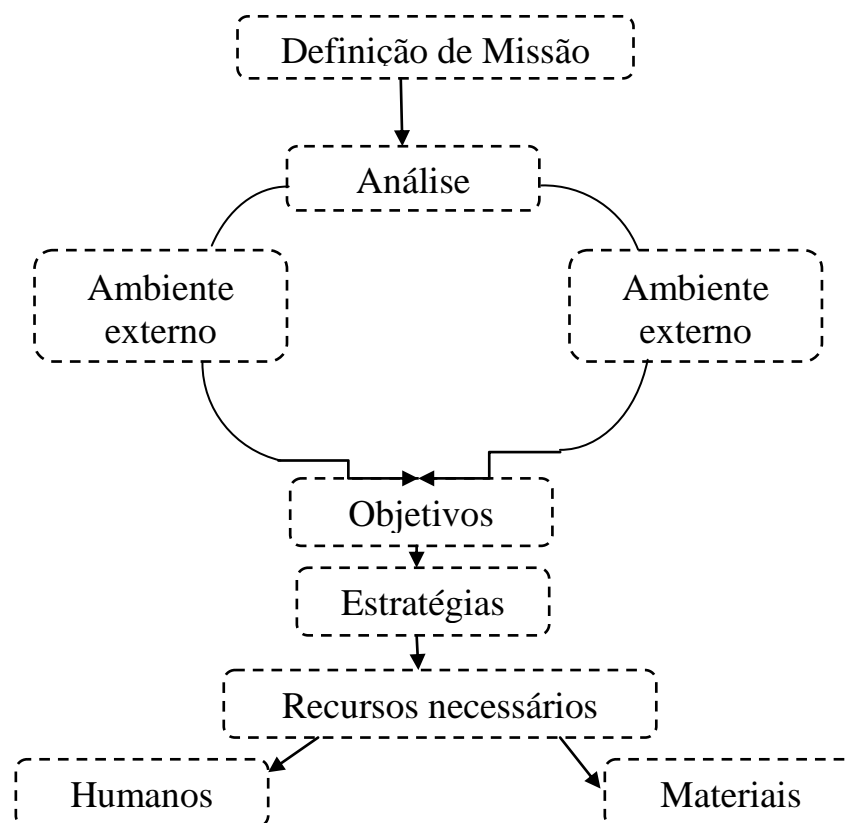 Definição de Missão
Análise
Ambiente
externo
Ambiente
externo
Objetivos
Estratégias
Recursos necessários
Humanos
Materiais